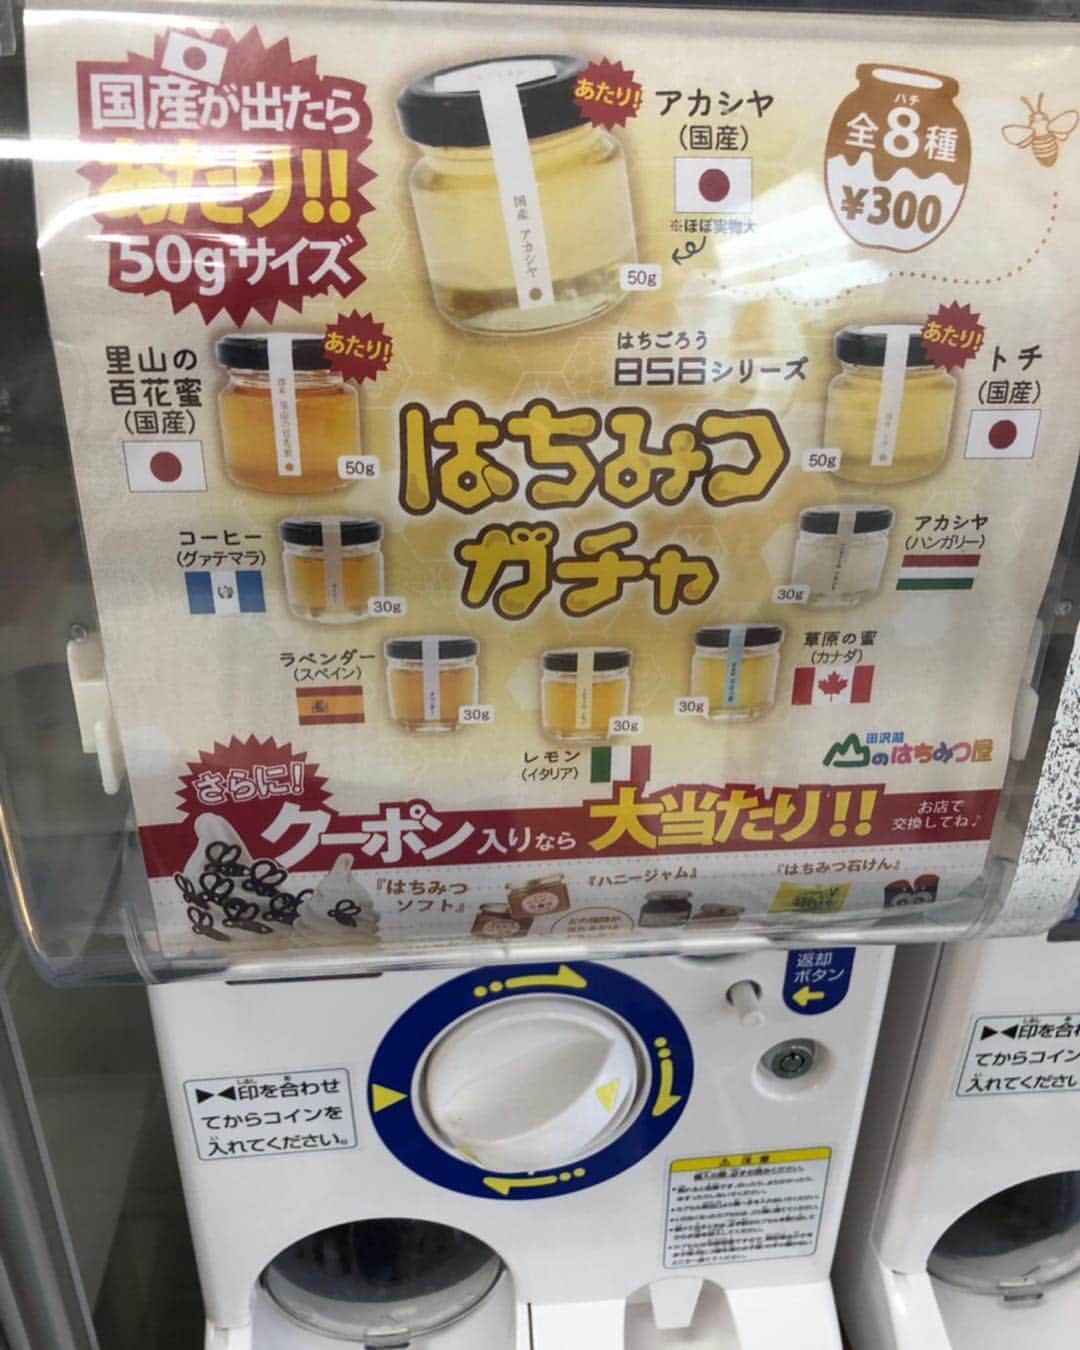 国産が出たら
あたり!!
50gサイズ
あたり!
アカシヤ
(国産)
※ほぼ実物大
国産 アカシヤ
50g
ハチ
全8種
¥300
里山の
百花蜜
(国産)
あたり!
50g
はちごろう
856シリーズ
はちみつ
ガチャ
あたり!
トチ
(国産)
50g
コーヒー
(グァテマラ)
30g
アカシヤ
(ハンガリー)
30g
ラベンダー
(スペイン)
30g
レモン
(イタリア)
30g
草原の蜜
(カナダ)
30g
田沢湖
山のはちみつ屋
さらに!
クーポン入りなら大当たり!!
お店で
交換してね♪
『はちみつ
ソフト』
『ハニージャム』
『はちみつ石けん』
返却
ボタン
▶◀印を合わせ
てからコインを
入れてください。
▶◀印を合
てからコイン
入れてくださ
注意